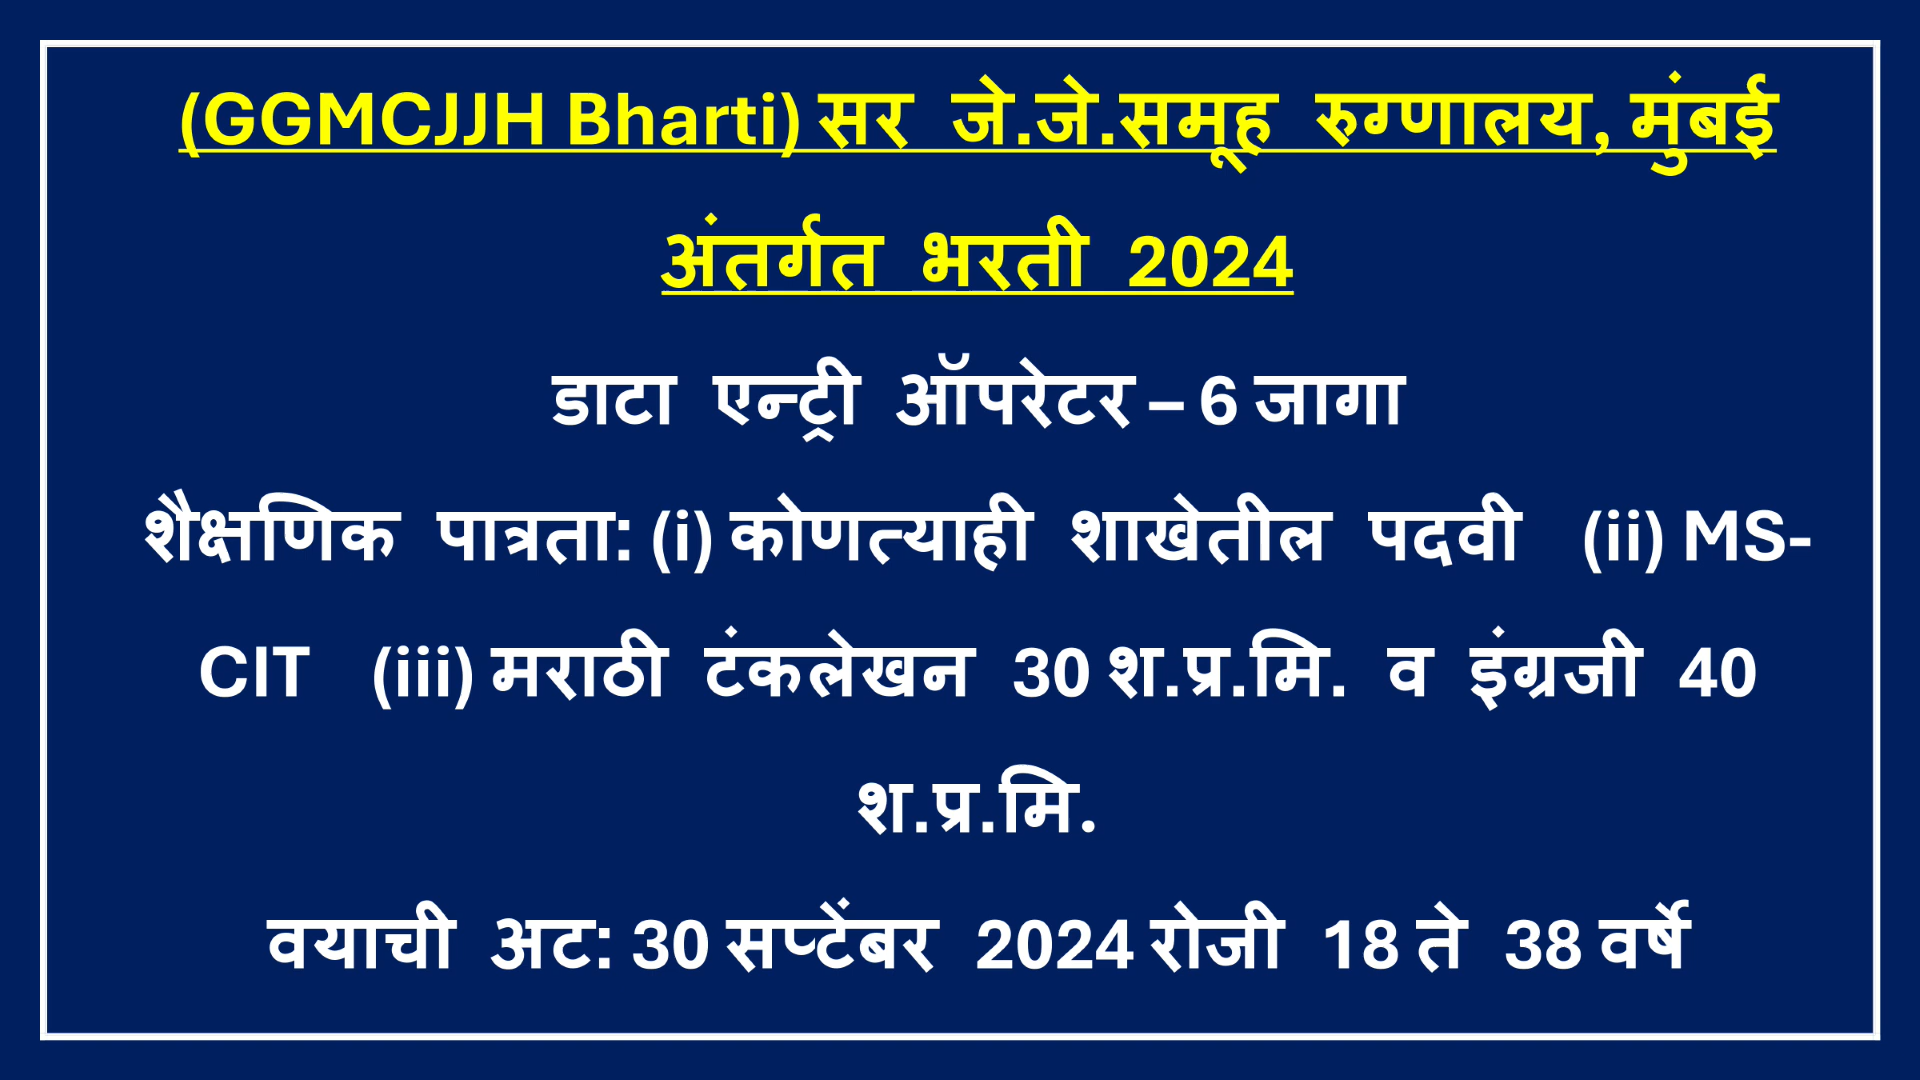 (GGMCJJH Bharti) सर जे.जे.समूह रुग्णालय, मुंबई
अंतर्गत भरती 2024
डाटा एन्ट्री ऑपरेटर – 6 जागा
शैक्षणिक पात्रता: (i) कोणत्याही शाखेतील पदवी (ii) MS-
CIT (iii) मराठी टंकलेखन 30 श.प्र.मि. व इंग्रजी 40
श.प्र.मि.
वयाची अट: 30 सप्टेंबर 2024 रोजी 18 ते 38 वर्षे